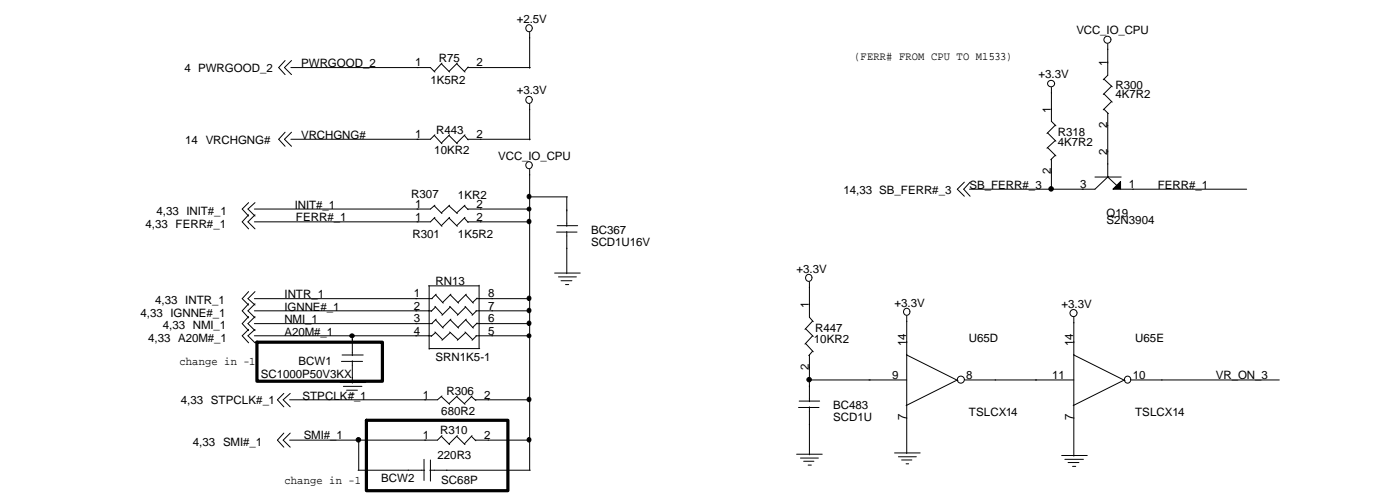 +2.5V
4 PWRGOOD_2 PWRGOOD_2 1 R75 2
1K5R2
+3.3V
14 VRCHGNG# VRCHGNG# 1 R443 2
10KR2
VCC_IO_CPU
R307 1KR2
4,33 INIT#_1 INIT#_1 1 2
4,33 FERR#_1 FERR#_1 1 2
R301 1K5R2
BC367
SCD1U16V
RN13
4,33 INTR_1 INTR_1 1 8
4,33 IGNNE#_1 IGNNE#_1 2 7
4,33 NMI_1 NMI_1 3 6
4,33 A20M#_1 A20M#_1 4 5
SRN1K5-1
change in -1
BCW1
SC1000P50V3KX
4,33 STPCLK#_1 STPCLK#_1 1 R306 2
680R2
4,33 SMI#_1 SMI#_1 1 R310 2
220R3
change in -1
BCW2 SC68P
(FERR# FROM CPU TO M1533)
VCC_IO_CPU
1
R300
4K7R2
2
+3.3V
1
R318
4K7R2
2
2
14,33 SB_FERR#_3 SB_FERR#_3 3 1 FERR#_1
Q19
S2N3904
+3.3V
1
R447
10KR2
2
BC483
SCD1U
+3.3V
14
U65D
9 8
7
TSLCX14
+3.3V
14
U65E
11 10 VR_ON_3
7
TSLCX14